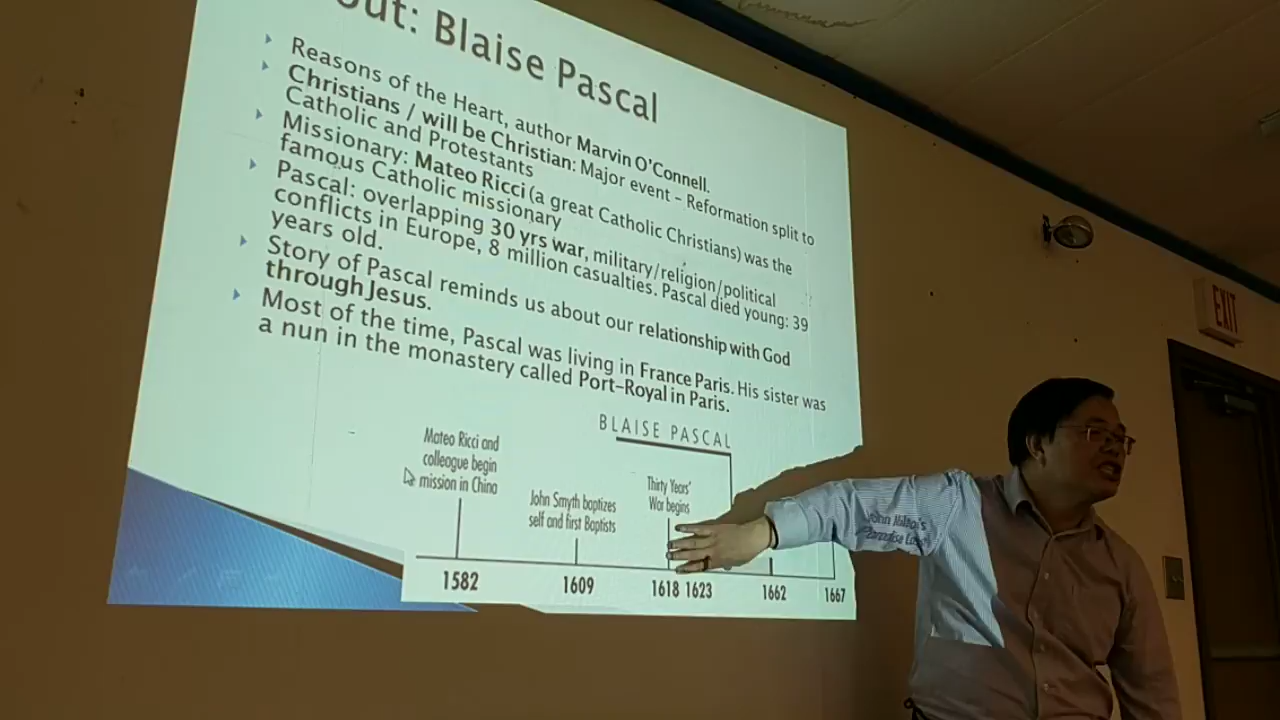 out: Blaise Pascal
Reasons of the Heart, author Marvin O'Connell.
Christians / will be Christian: Major event - Reformation split to
Catholic and Protestants
Missionary: Mateo Ricci (a great Catholic Christians) was the
famous Catholic missionary
Pascal: overlapping 30 yrs war, military/religion/political
conflicts in Europe, 8 million casualties. Pascal died young: 39
years old.
Story of Pascal reminds us about our relationship with God
through Jesus.
Most of the time, Pascal was living in France Paris. His sister was
a nun in the monastery called Port-Royal in Paris.
BLAISE PASCAL
Mateo Ricci and
colleague begin
mission in China
John Smyth baptizes
self and first Baptists
Thirty Years'
War begins
John Milton's
Paradise Lost
1582 1609 1618 1623 1662 1667
EXIT